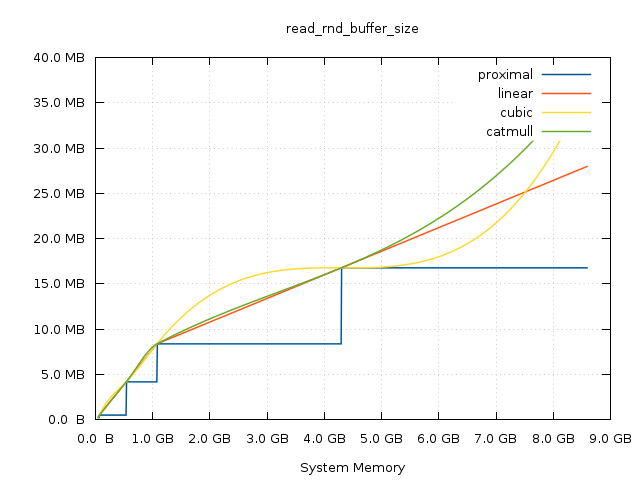 read_rnd_buffer_size
40.0 MB
35.0 MB
30.0 MB
25.0 MB
20.0 MB
15.0 MB
10.0 MB
5.0 MB
0.0 B
proximal
linear
cubic
catmull
0.0 B 1.0 GB 2.0 GB 3.0 GB 4.0 GB 5.0 GB 6.0 GB 7.0 GB 8.0 GB 9.0 GB
System Memory